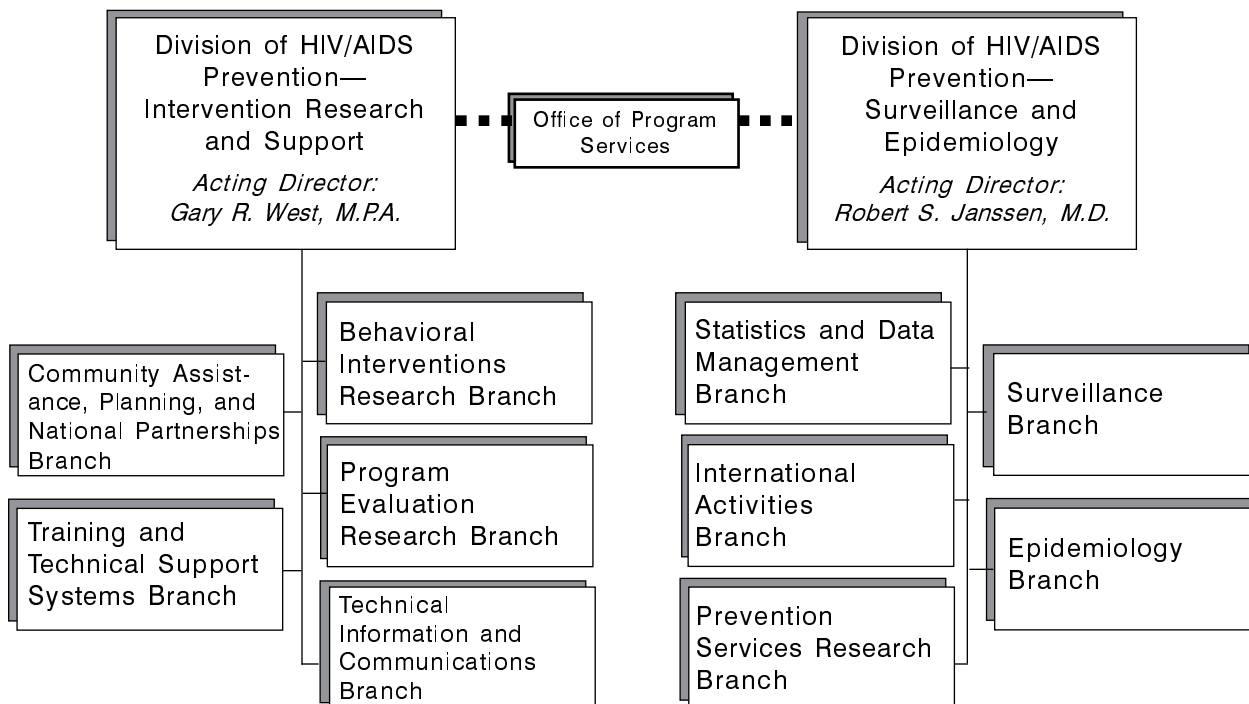 Division of HIV/AIDS
Prevention—
Intervention Research
and Support
Acting Director:
Gary R. West, M.P.A.
Office of Program
Services
Division of HIV/AIDS
Prevention—
Surveillance and
Epidemiology
Acting Director:
Robert S. Janssen, M.D.
Community Assist-
ance, Planning, and
National Partnerships
Branch
Training and
Technical Support
Systems Branch
Behavioral
Interventions
Research Branch
Program
Evaluation
Research Branch
Technical
Information and
Communications
Branch
Statistics and Data
Management
Branch
International
Activities
Branch
Prevention
Services Research
Branch
Surveillance
Branch
Epidemiology
Branch